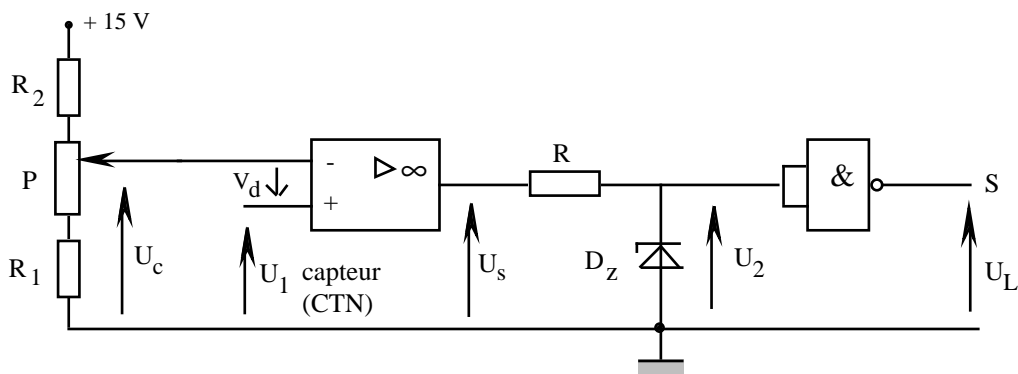 + 15 V
R2
P
R1
Uc
Vd
-
+
▷ ∞
U1 capteur
(CTN)
Us
R
Dz
U2
&
S
UL